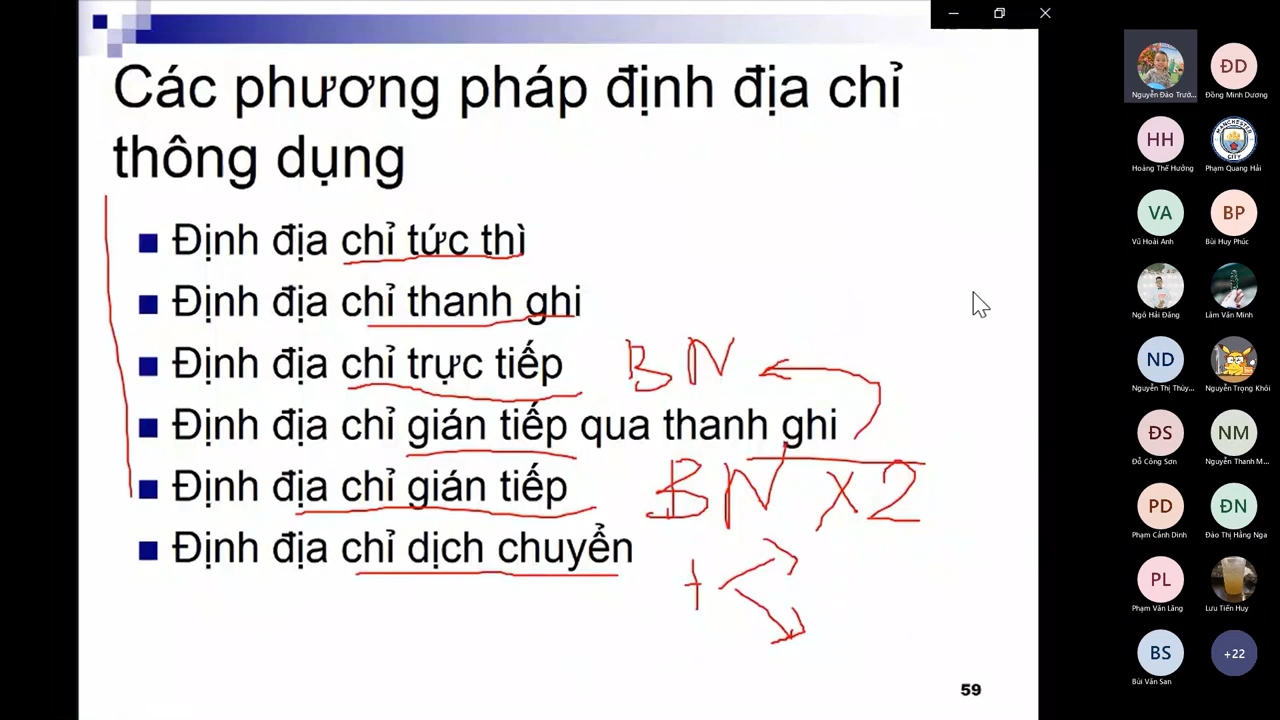 Các phương pháp định địa chỉ
thông dụng
Định địa chỉ tức thì
Định địa chỉ thanh ghi
Định địa chỉ trực tiếp
BN
Định địa chỉ gián tiếp qua thanh ghi
Định địa chỉ gián tiếp
BN x2
Định địa chỉ dịch chuyển
+
59
Nguyễn Đào Trườ...
ĐD
Đồng Minh Dương
HH
Hoàng Thế Hưởng
MANCHESTER
CITY
Phạm Quang Hải
VA
Vũ Hoài Anh
BP
Bùi Huy Phúc
Ngô Hải Đăng
Lâm Văn Minh
ND
Nguyễn Thị Thùy...
Nguyễn Trọng Khôi
ĐS
Đỗ Công Sơn
NM
Nguyễn Thanh M...
PD
Phạm Cảnh Dinh
ĐN
Đào Thị Hằng Nga
PL
Phạm Văn Lãng
Lưu Tiến Huy
BS
Bùi Văn San
+22